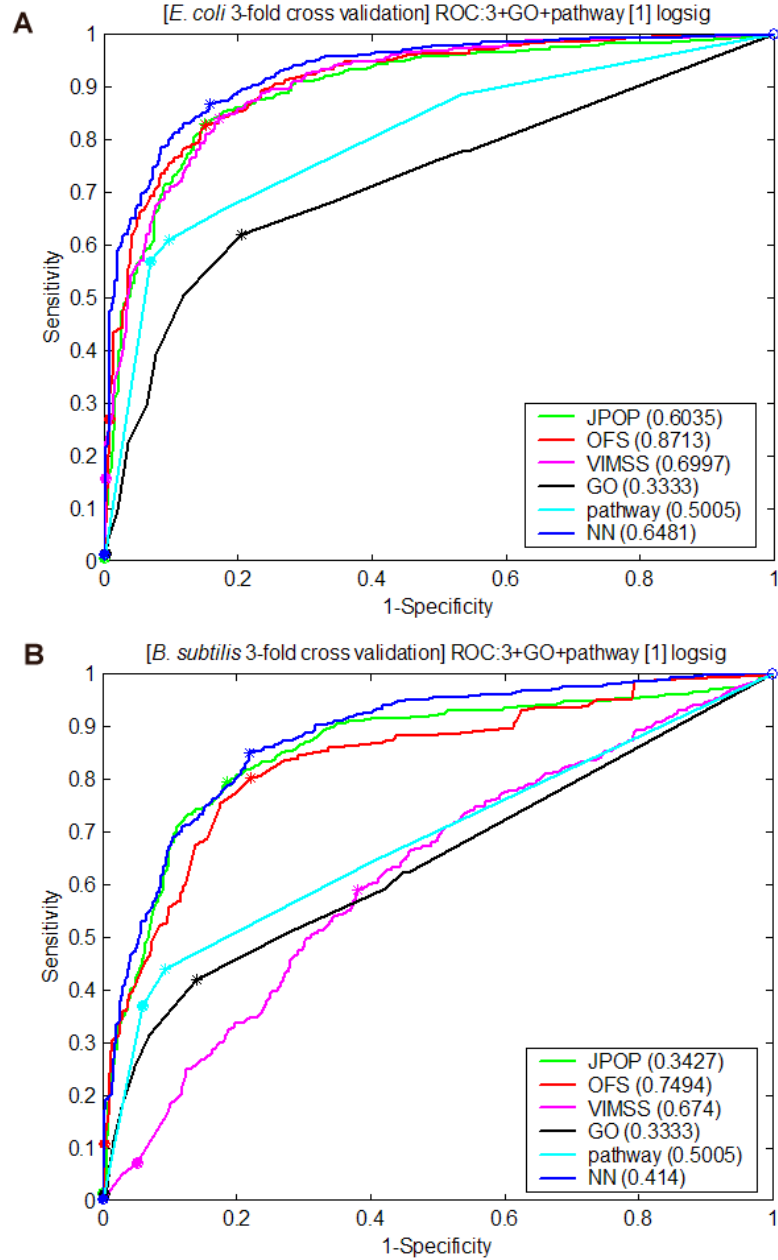 A
[E. coli 3-fold cross validation] ROC:3+GO+pathway [1] logsig
1
0.9
0.8
0.7
0.6
0.5
0.4
0.3
0.2
0.1
0
Sensitivity
0
0.2
0.4
0.6
0.8
1
1-Specificity
JPOP (0.6035)
OFS (0.8713)
VIMSS (0.6997)
GO (0.3333)
pathway (0.5005)
NN (0.6481)
B
[B. subtilis 3-fold cross validation] ROC:3+GO+pathway [1] logsig
1
0.9
0.8
0.7
0.6
0.5
0.4
0.3
0.2
0.1
0
Sensitivity
0
0.2
0.4
0.6
0.8
1
1-Specificity
JPOP (0.3427)
OFS (0.7494)
VIMSS (0.674)
GO (0.3333)
pathway (0.5005)
NN (0.414)